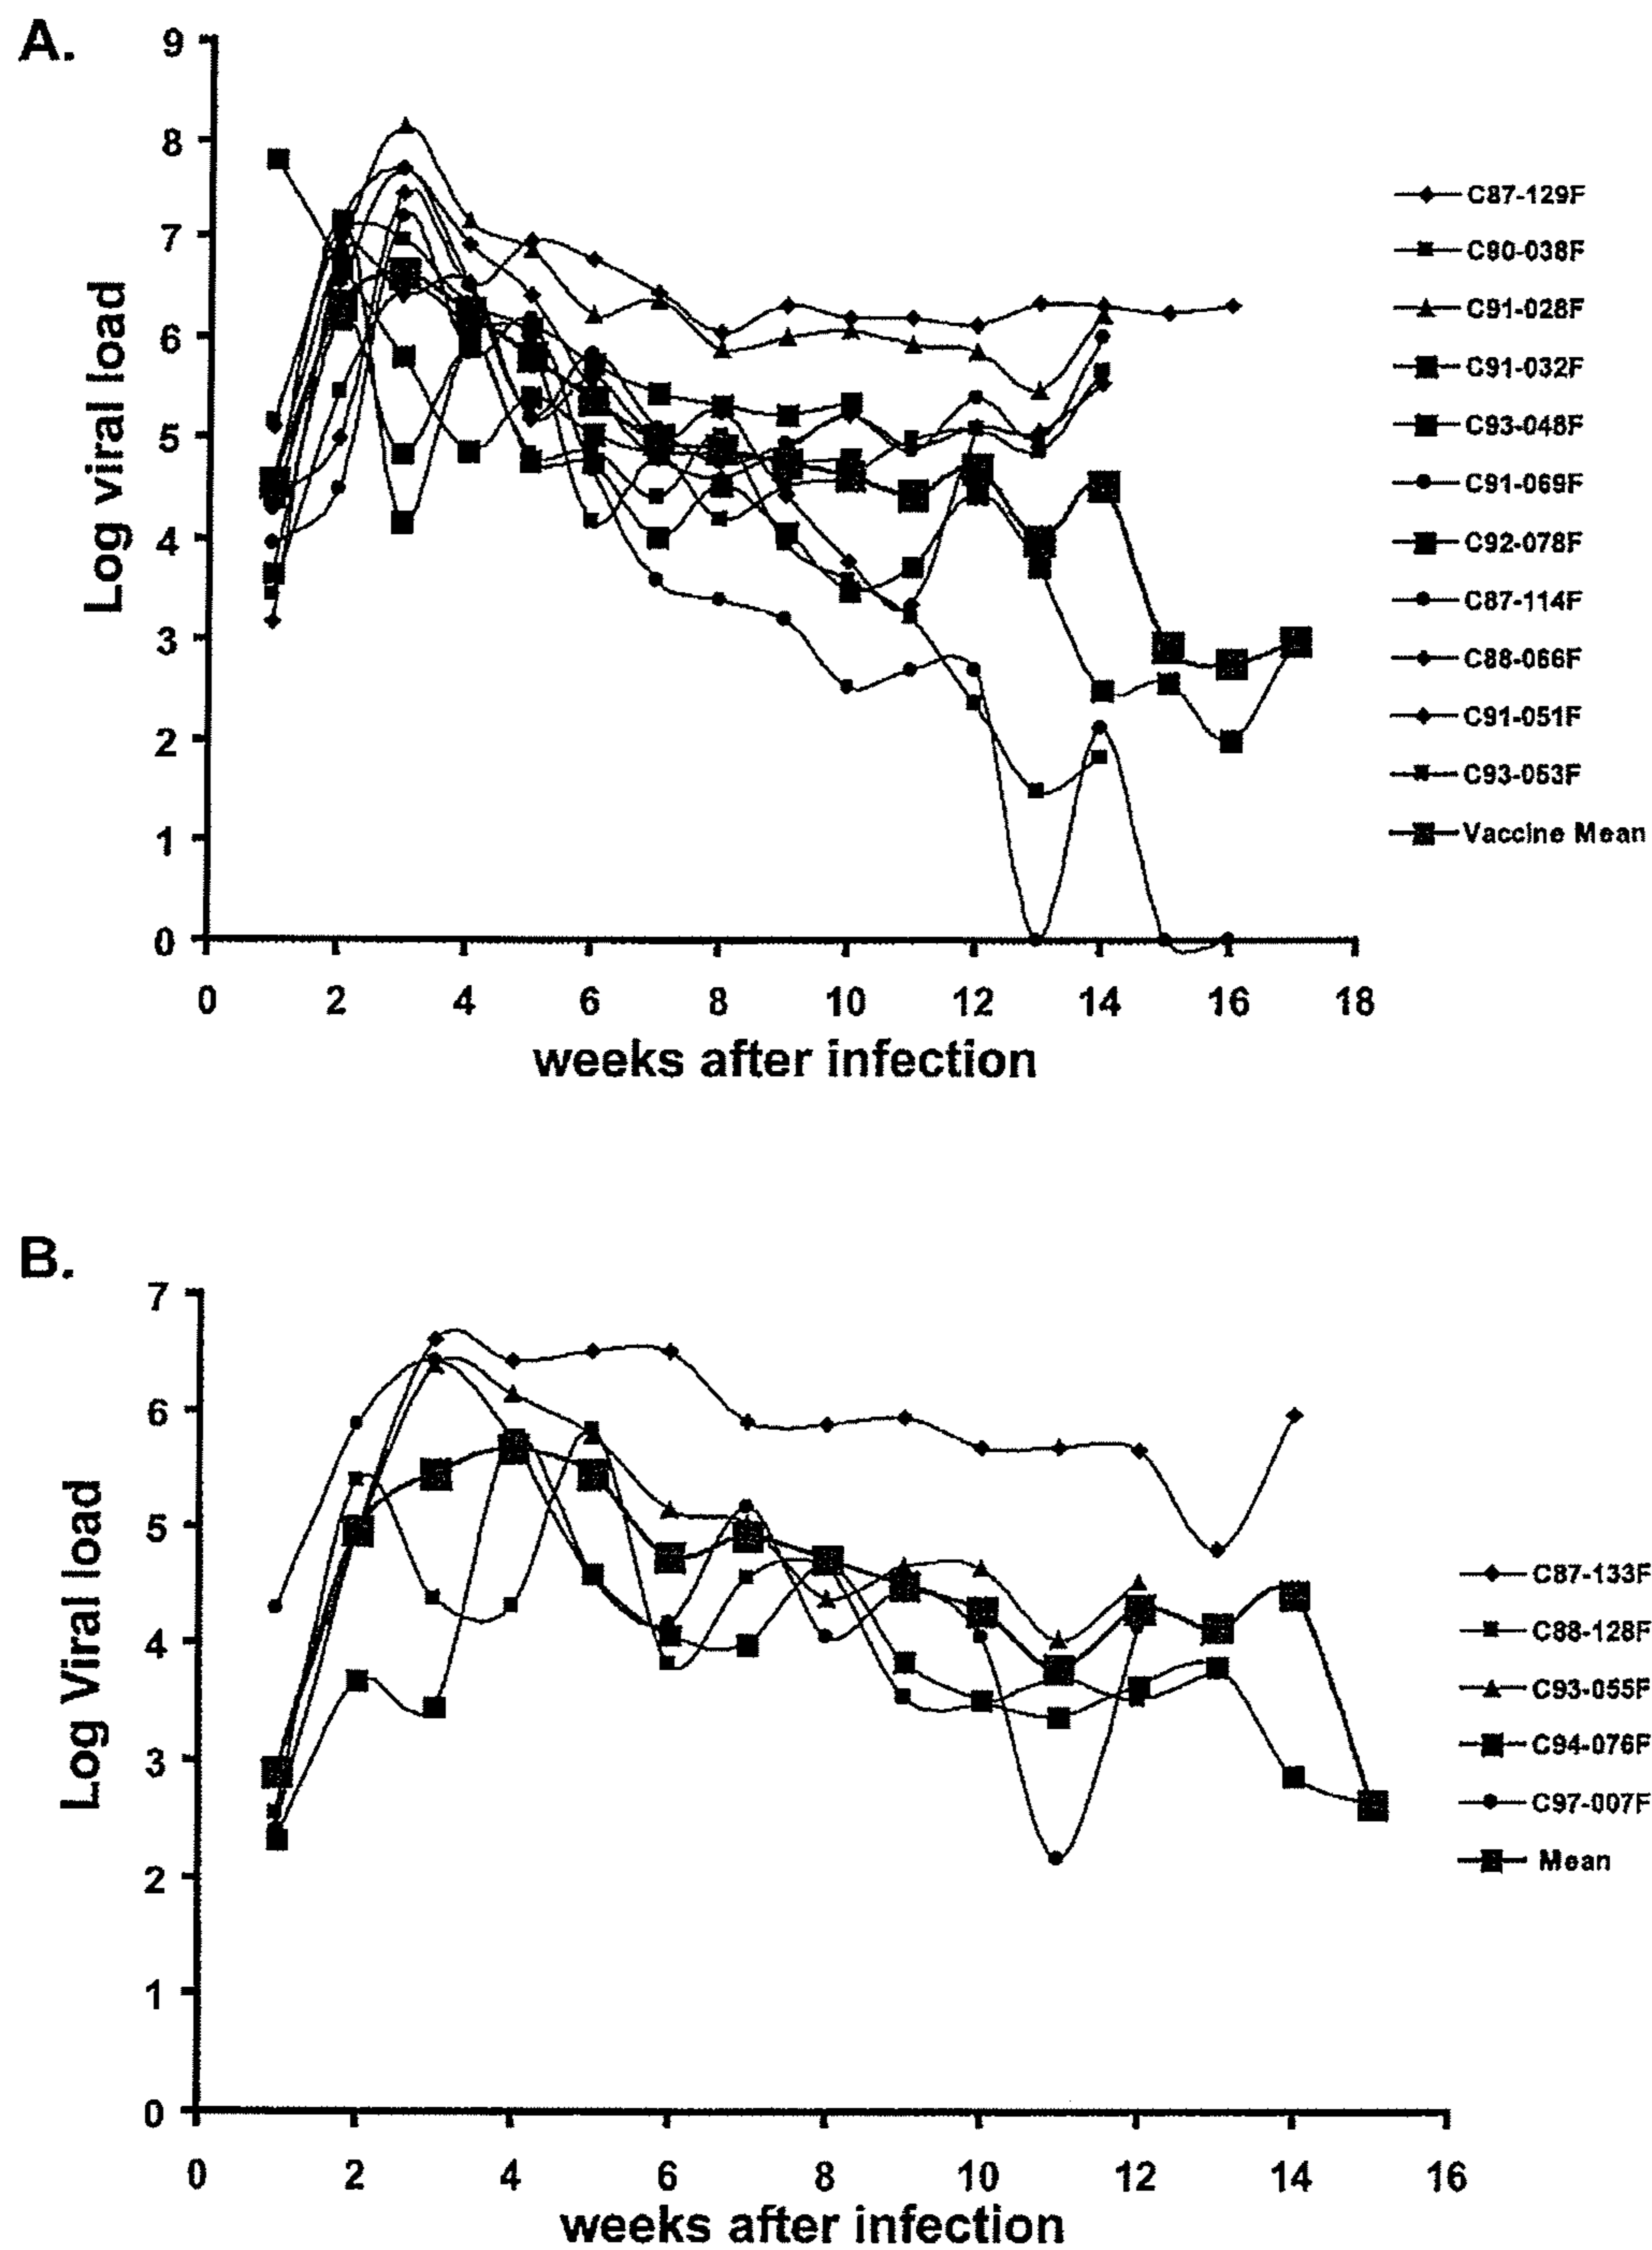 A.
9
8
7
6
5
4
3
2
1
0
Log viral load
0 2 4 6 8 10 12 14 16 18
weeks after infection
C87-129F
C90-038F
C91-028F
C91-032F
C93-048F
C91-069F
C92-078F
C87-114F
C88-066F
C91-051F
C93-053F
Vaccine Mean
B.
7
6
5
4
3
2
1
0
Log Viral load
0 2 4 6 8 10 12 14 16
weeks after infection
C87-133F
C88-128F
C93-055F
C94-076F
C97-007F
Mean